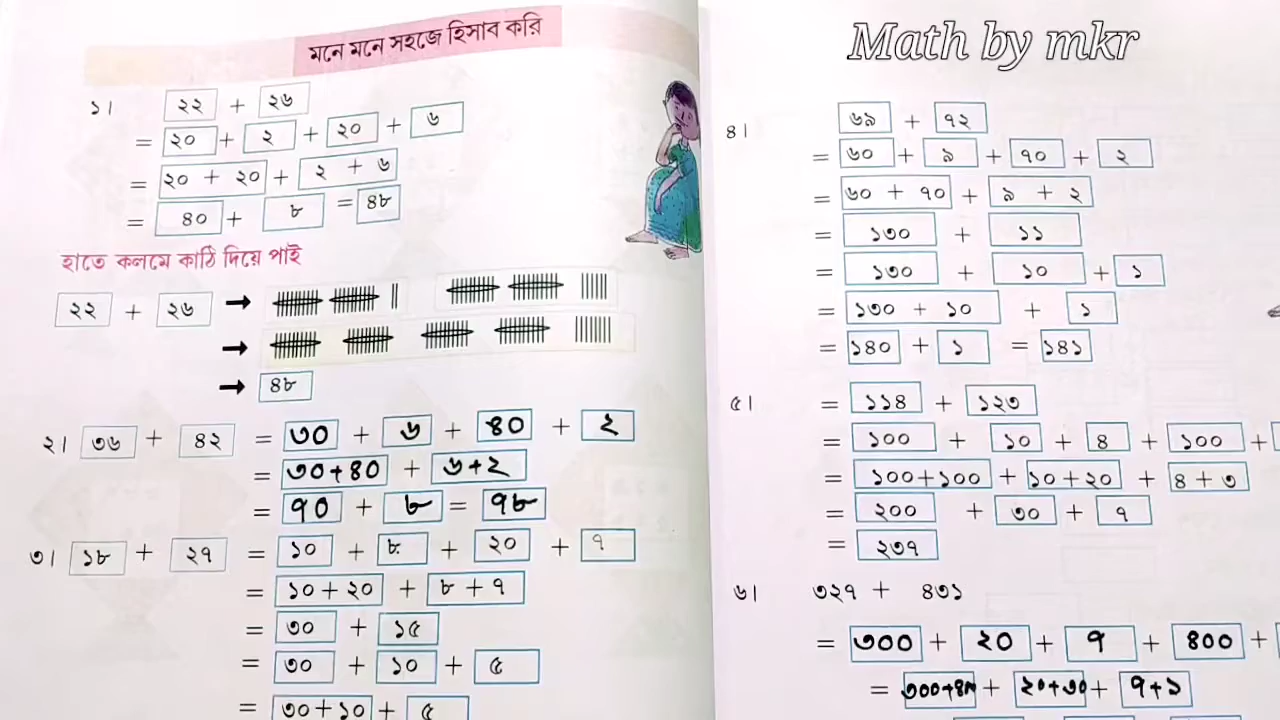 মনে মনে সহজে হিসাব করি
১। ২২ + ২৬
= ২০ + ২ + ২০ + ৬
= ২০ + ২০ + ২ + ৬
= ৪০ + ৮ = ৪৮
হাতে কলমে কাঠি দিয়ে পাই
২২ + ২৬ →
→
→ ৪৮
২। ৩৬ + ৪২ = ৩০ + ৬ + ৪০ + ২
= ৩০+৪০ + ৬+২
= ৭০ + ৮ = ৭৮
৩। ১৮ + ২৭ = ১০ + ৮ + ২০ + ৭
= ১০ + ২০ + ৮ + ৭
= ৩০ + ১৫
= ৩০ + ১০ + ৫
= ৩০+১০ + ৫
Math by mkr
৪। ৬৯ + ৭২
= ৬০ + ৯ + ৭০ + ২
= ৬০ + ৭০ + ৯ + ২
= ১৩০ + ১১
= ১৩০ + ১০ + ১
= ১৩০ + ১০ + ১
= ১৪০ + ১ = ১৪১
৫। = ১১৪ + ১২৩
= ১০০ + ১০ + ৪ + ১০০ +
= ১০০+১০০ + ১০+২০ + ৪+৩
= ২০০ + ৩০ + ৭
= ২৩৭
৬। ৩২৭ + ৪৩১
= ৩০০ + ২০ + ৭ + ৪০০ +
= ৩০০+৪০০ + ২০+৩০ + ৭+১